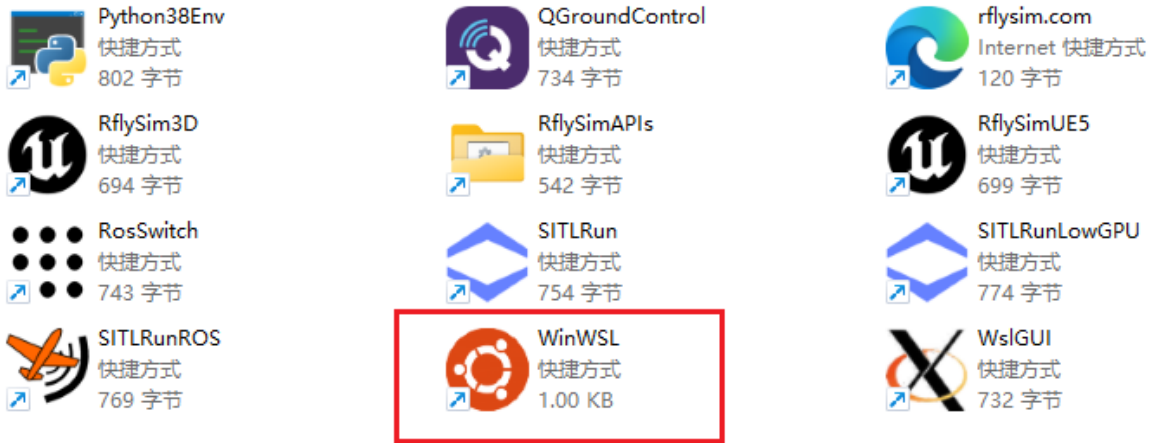 Python38Env
快捷方式
802 字节
QGroundControl
快捷方式
734 字节
rflysim.com
Internet 快捷方式
120 字节
RflySim3D
快捷方式
694 字节
RflySimAPIs
快捷方式
542 字节
RflySimUE5
快捷方式
699 字节
RosSwitch
快捷方式
743 字节
SITLRun
快捷方式
754 字节
SITLRunLowGPU
快捷方式
774 字节
SITLRunROS
快捷方式
769 字节
WinWSL
快捷方式
1.00 KB
WslGUI
快捷方式
732 字节